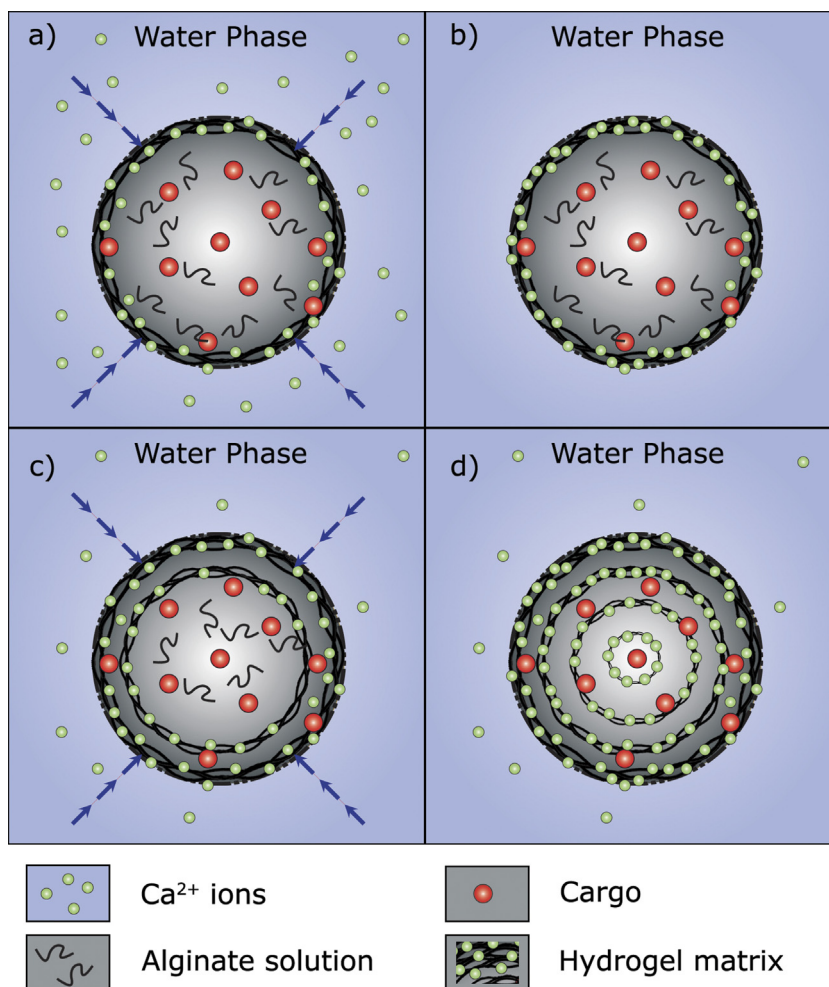 a) Water Phase
b) Water Phase
c) Water Phase
d) Water Phase
Ca²⁺ ions
Cargo
Alginate solution
Hydrogel matrix